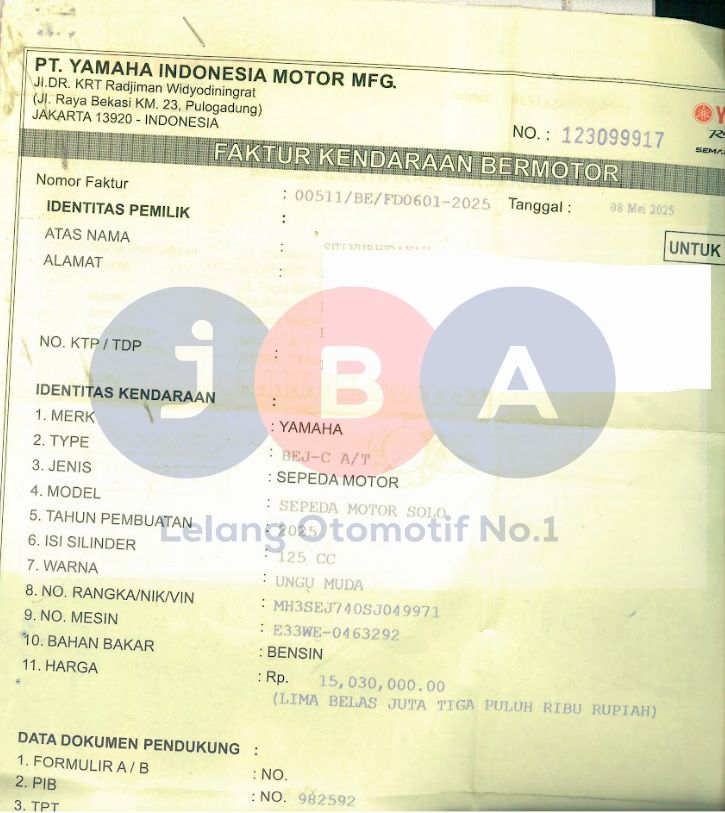 PT. YAMAHA INDONESIA MOTOR MFG.
Jl.DR. KRT Radjiman Widyodiningrat
(Jl. Raya Bekasi KM. 23, Pulogadung)
JAKARTA 13920 - INDONESIA
NO. : 123099917
SEMA
FAKTUR KENDARAAN BERMOTOR
Nomor Faktur : 00511/BE/FD0601-2025 Tanggal : 08 Mei 2025
IDENTITAS PEMILIK :
UNTUK
ATAS NAMA :
ALAMAT :
NO. KTP / TDP :
jBA
IDENTITAS KENDARAAN :
1. MERK : YAMAHA
2. TYPE : BEJ-C A/T
3. JENIS : SEPEDA MOTOR
4. MODEL : SEPEDA MOTOR SOLO
5. TAHUN PEMBUATAN : 2025
Lelang Otomotif No.1
6. ISI SILINDER : 125 CC
7. WARNA : UNGU MUDA
8. NO. RANGKA/NIK/VIN : MH3SEJ740SJ049971
9. NO. MESIN : E33WE-0463292
10. BAHAN BAKAR : BENSIN
11. HARGA : Rp. 15,030,000.00
(LIMA BELAS JUTA TIGA PULUH RIBU RUPIAH)
DATA DOKUMEN PENDUKUNG :
1. FORMULIR A / B : NO.
2. PIB : NO. 982592
3. TPT